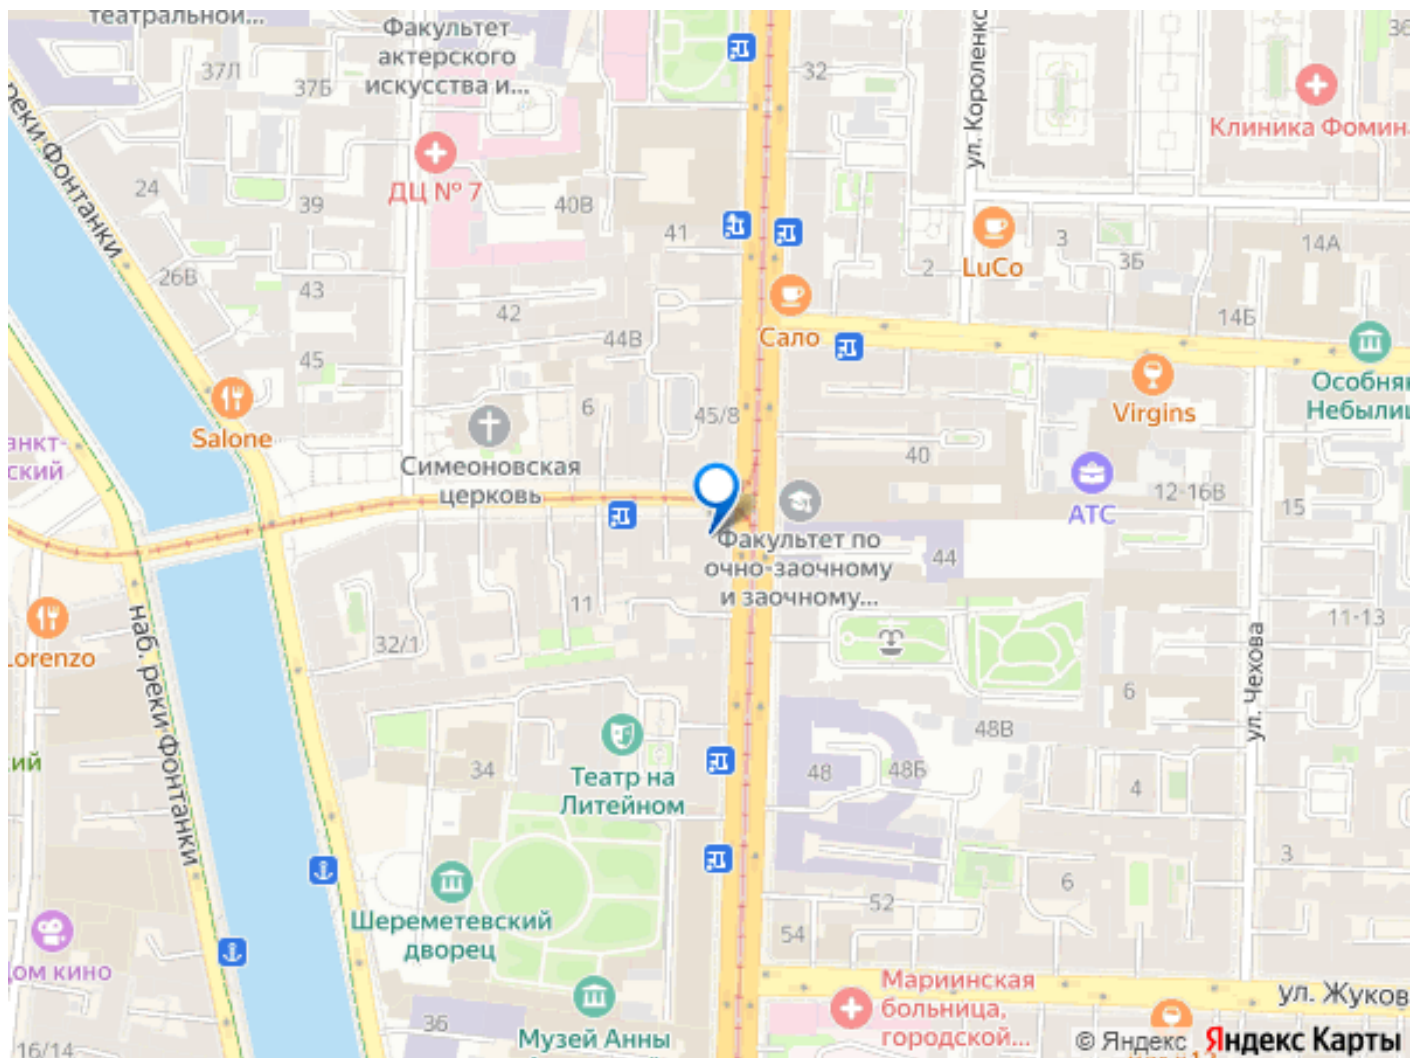 театральной...
Факультет
актерского
искусства и...
36
37Л
37Б
32
ул. Короленко
Клиника Фомин
реки Фонтанки
ДЦ № 7
24
39
40В
41
26В
43
42
44В
45
LuCo
3
3Б
2
14А
14Б
Сало
Особня
Небылиц
Virgins
Salone
6
45/8
Симеоновская
церковь
анкт-
ский
40
АТС
12-16В
15
Факультет по
очно-заочному
и заочному...
44
11
32/1
11-13
Lorenzo
наб. реки Фонтанки
ул. Чехова
6
48В
ий
34
Театр на
Литейном
48
48Б
4
3
6
52
54
Шереметевский
дворец
Дом кино
Мариинская
больница,
городской...
ул. Жуков
36
Музей Анны
16/14
© Яндекс Яндекс Карты